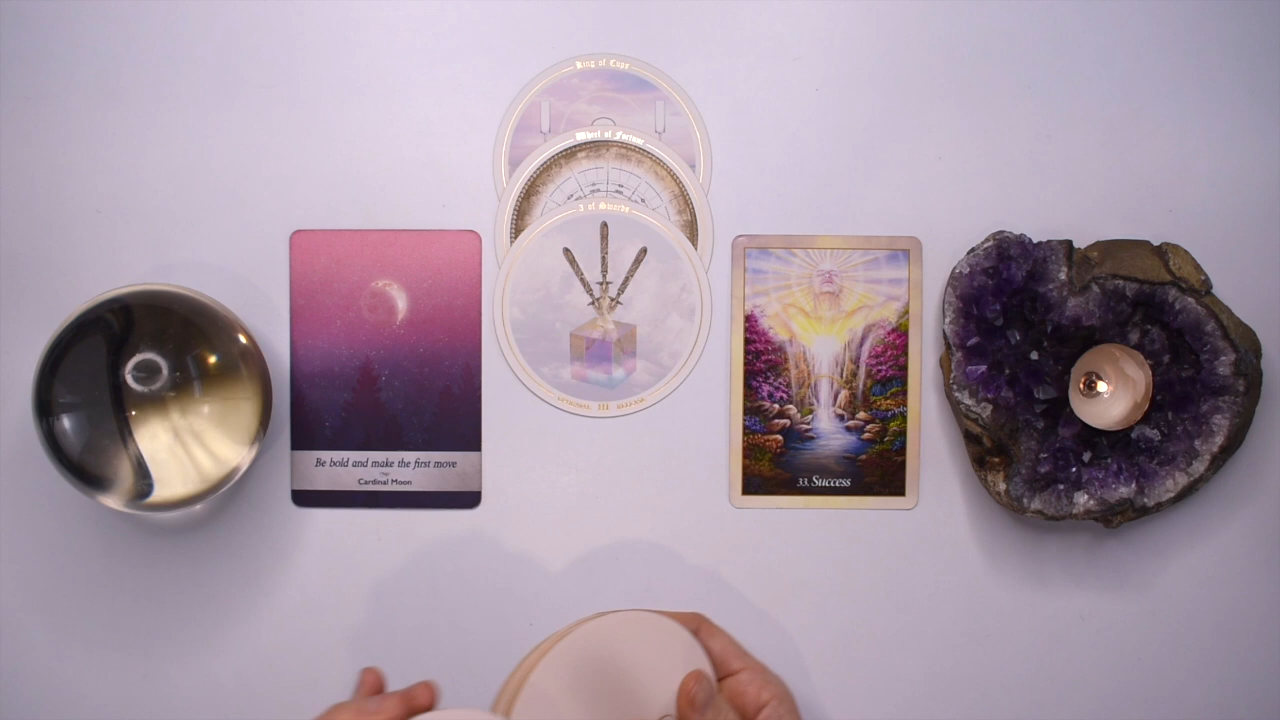 King of Cups
Wheel of Fortune
3 of Swords
III
Be bold and make the first move
Cardinal Moon
33. Success